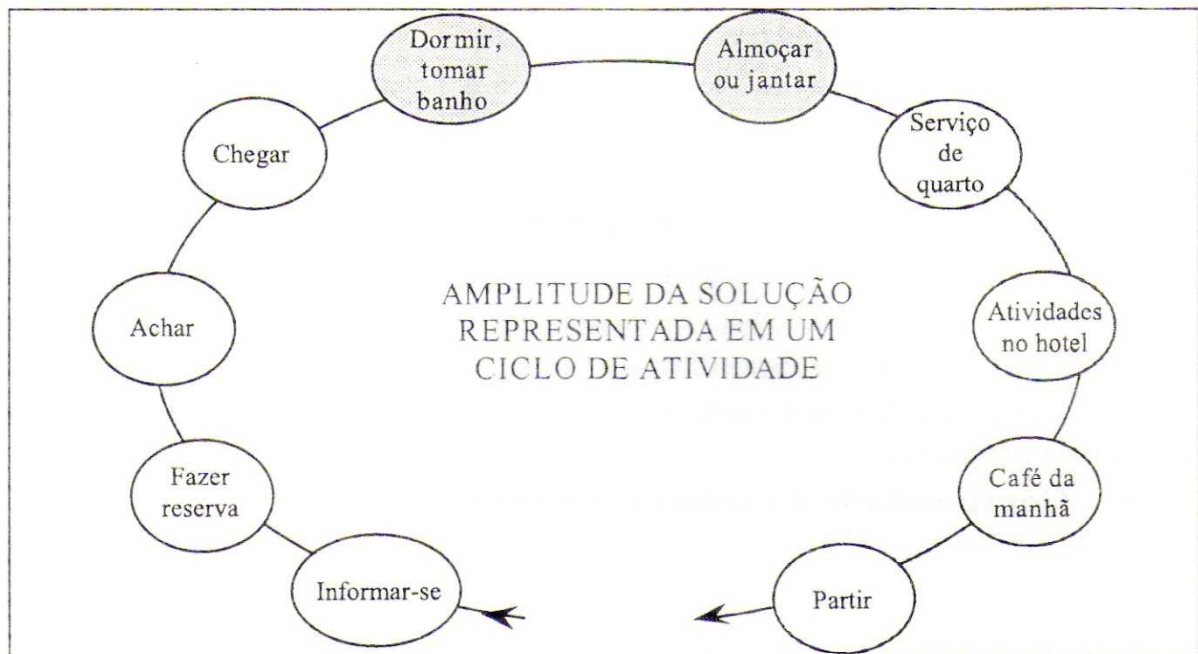 Dormir,
tomar
banho
Almoçar
ou jantar
Chegar
Serviço
de
quarto
AMPLITUDE DA SOLUÇÃO
REPRESENTADA EM UM
CICLO DE ATIVIDADE
Achar
Atividades
no hotel
Fazer
reserva
Café da
manhã
Informar-se
Partir